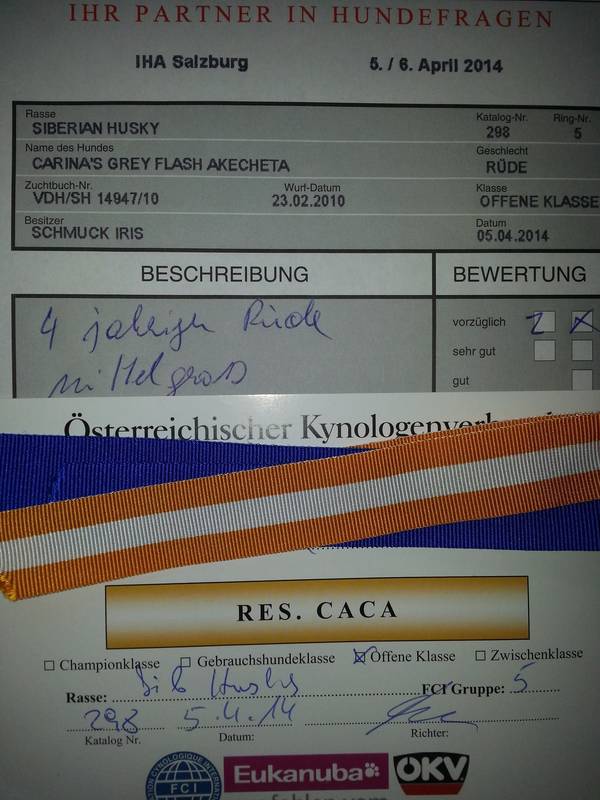 IHR PARTNER IN HUNDEFRAGEN
IHA Salzburg 5. / 6. April 2014
Rasse Katalog-Nr. Ring-Nr.
SIBERIAN HUSKY 298 5
Name des Hundes Geschlecht
CARINA'S GREY FLASH AKECHETA RÜDE
Zuchtbuch-Nr. Wurf-Datum Klasse
VDH/SH 14947/10 23.02.2010 OFFENE KLASSE
Besitzer Datum
SCHMUCK IRIS 05.04.2014
BESCHREIBUNG BEWERTUNG
4 jähriger Rüde vorzüglich 2 X
sehr gut
mittelgross gut
Österreichischer
RES. CACA
Championklasse Gebrauchshundeklasse Offene Klasse Zwischenklasse
Rasse: Sib Husky FCI Gruppe: 5
298 5.4.14
Katalog Nr. Datum: Richter:
FCI Eukanuba ÖKV